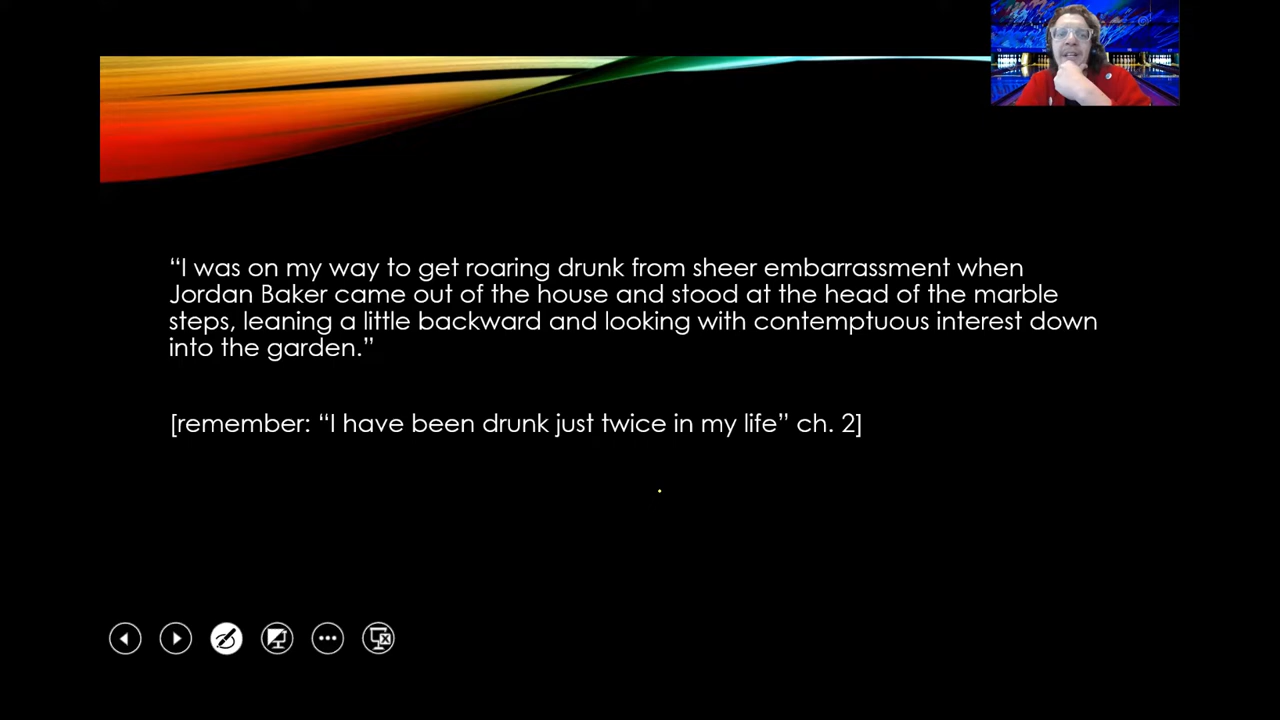 “I was on my way to get roaring drunk from sheer embarrassment when
Jordan Baker came out of the house and stood at the head of the marble
steps, leaning a little backward and looking with contemptuous interest down
into the garden.”
[remember: “I have been drunk just twice in my life” ch. 2]